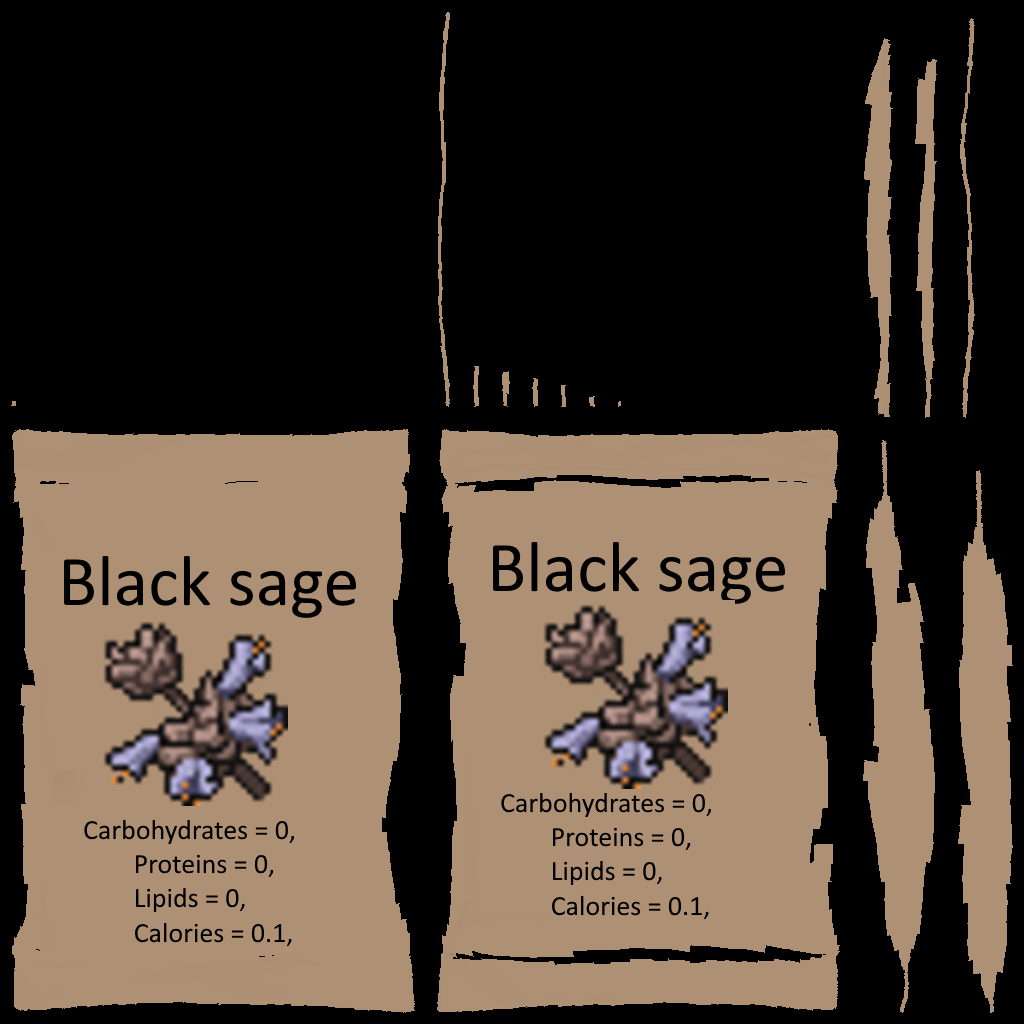 Black sage
Carbohydrates = 0,
Proteins = 0,
Lipids = 0,
Calories = 0.1,
Black sage
Carbohydrates = 0,
Proteins = 0,
Lipids = 0,
Calories = 0.1,